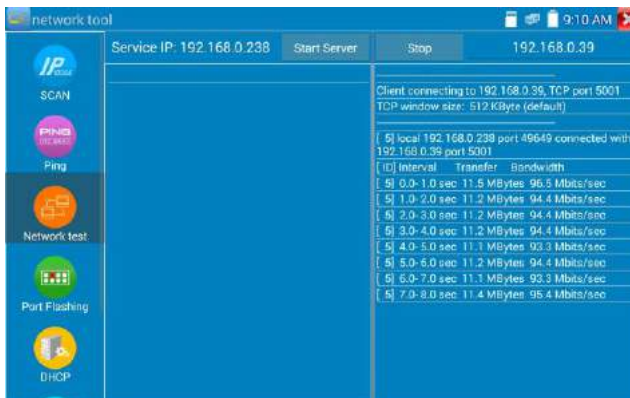 network tool
9:10 AM
Service IP: 192.168.0.238
Start Server
Stop
192.168.0.39
IP
SCAN
PING
Ping
Network test
Port Flashing
DHCP
Client connecting to 192.168.0.39, TCP port 5001
TCP window size: 512 KByte (default)
[ 5] local 192.168.0.238 port 49649 connected with
192.168.0.39 port 5001
[ ID] Interval Transfer Bandwidth
[ 5] 0.0- 1.0 sec 11.5 MBytes 96.5 Mbits/sec
[ 5] 1.0- 2.0 sec 11.2 MBytes 94.4 Mbits/sec
[ 5] 2.0- 3.0 sec 11.2 MBytes 94.4 Mbits/sec
[ 5] 3.0- 4.0 sec 11.2 MBytes 94.4 Mbits/sec
[ 5] 4.0- 5.0 sec 11.1 MBytes 93.3 Mbits/sec
[ 5] 5.0- 6.0 sec 11.2 MBytes 94.4 Mbits/sec
[ 5] 6.0- 7.0 sec 11.1 MBytes 93.3 Mbits/sec
[ 5] 7.0- 8.0 sec 11.4 MBytes 95.4 Mbits/sec